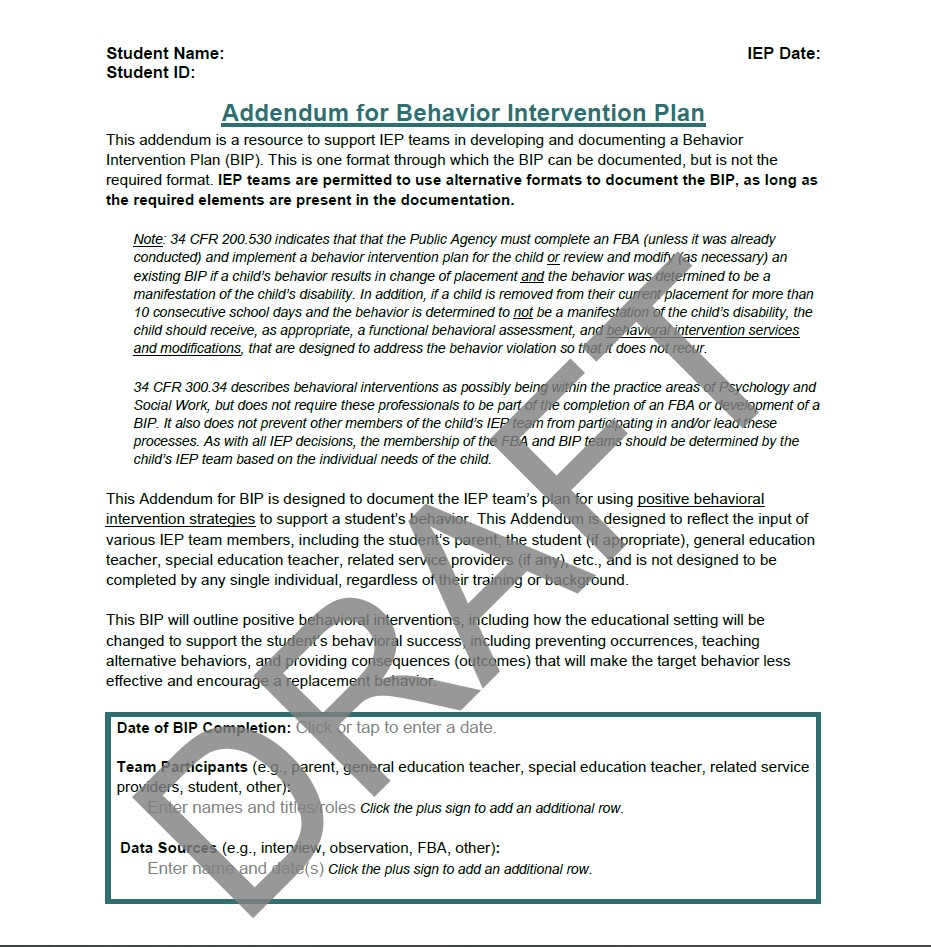 Student Name: IEP Date:
Student ID:
Addendum for Behavior Intervention Plan
This addendum is a resource to support IEP teams in developing and documenting a Behavior
Intervention Plan (BIP). This is one format through which the BIP can be documented, but is not the
required format. IEP teams are permitted to use alternative formats to document the BIP, as long as
the required elements are present in the documentation.
Note: 34 CFR 200.530 indicates that that the Public Agency must complete an FBA (unless it was already
conducted) and implement a behavior intervention plan for the child or review and modify (as necessary) an
existing BIP if a child's behavior results in change of placement and the behavior was determined to be a
manifestation of the child's disability. In addition, if a child is removed from their current placement for more than
10 consecutive school days and the behavior is determined to not be a manifestation of the child's disability, the
child should receive, as appropriate, a functional behavioral assessment, and behavioral intervention services
and modifications, that are designed to address the behavior violation so that it does not recur.
34 CFR 300.34 describes behavioral interventions as possibly being within the practice areas of Psychology and
Social Work, but does not require these professionals to be part of the completion of an FBA or development of a
BIP. It also does not prevent other members of the child's IEP team from participating in and/or lead these
processes. As with all IEP decisions, the membership of the FBA and BIP teams should be determined by the
child's IEP team based on the individual needs of the child.
This Addendum for BIP is designed to document the IEP team's plan for using positive behavioral
intervention strategies to support a student's behavior. This Addendum is designed to reflect the input of
various IEP team members, including the student's parent, the student (if appropriate), general education
teacher, special education teacher, related service providers (if any), etc., and is not designed to be
completed by any single individual, regardless of their training or background.
This BIP will outline positive behavioral interventions, including how the educational setting will be
changed to support the student's behavioral success, including preventing occurrences, teaching
alternative behaviors, and providing consequences (outcomes) that will make the target behavior less
effective and encourage a replacement behavior.
Date of BIP Completion: Click or tap to enter a date.
Team Participants (e.g., parent, general education teacher, special education teacher, related service
providers, student, other):
Enter names and titles/roles Click the plus sign to add an additional row.
Data Sources (e.g., interview, observation, FBA, other):
Enter name and date(s) Click the plus sign to add an additional row.
DRAFT